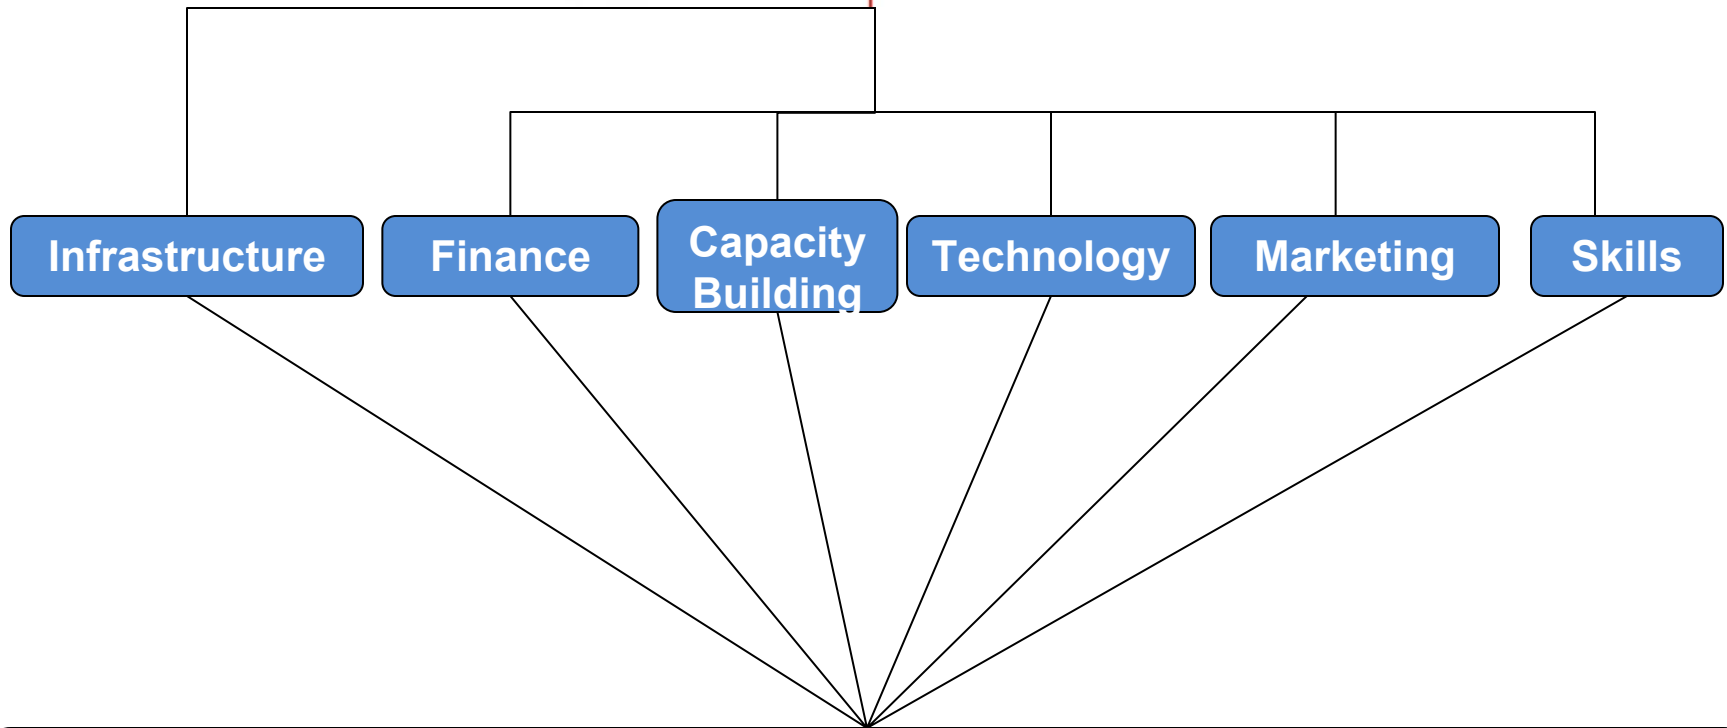 Infrastructure
Finance
Capacity
Building
Technology
Marketing
Skills